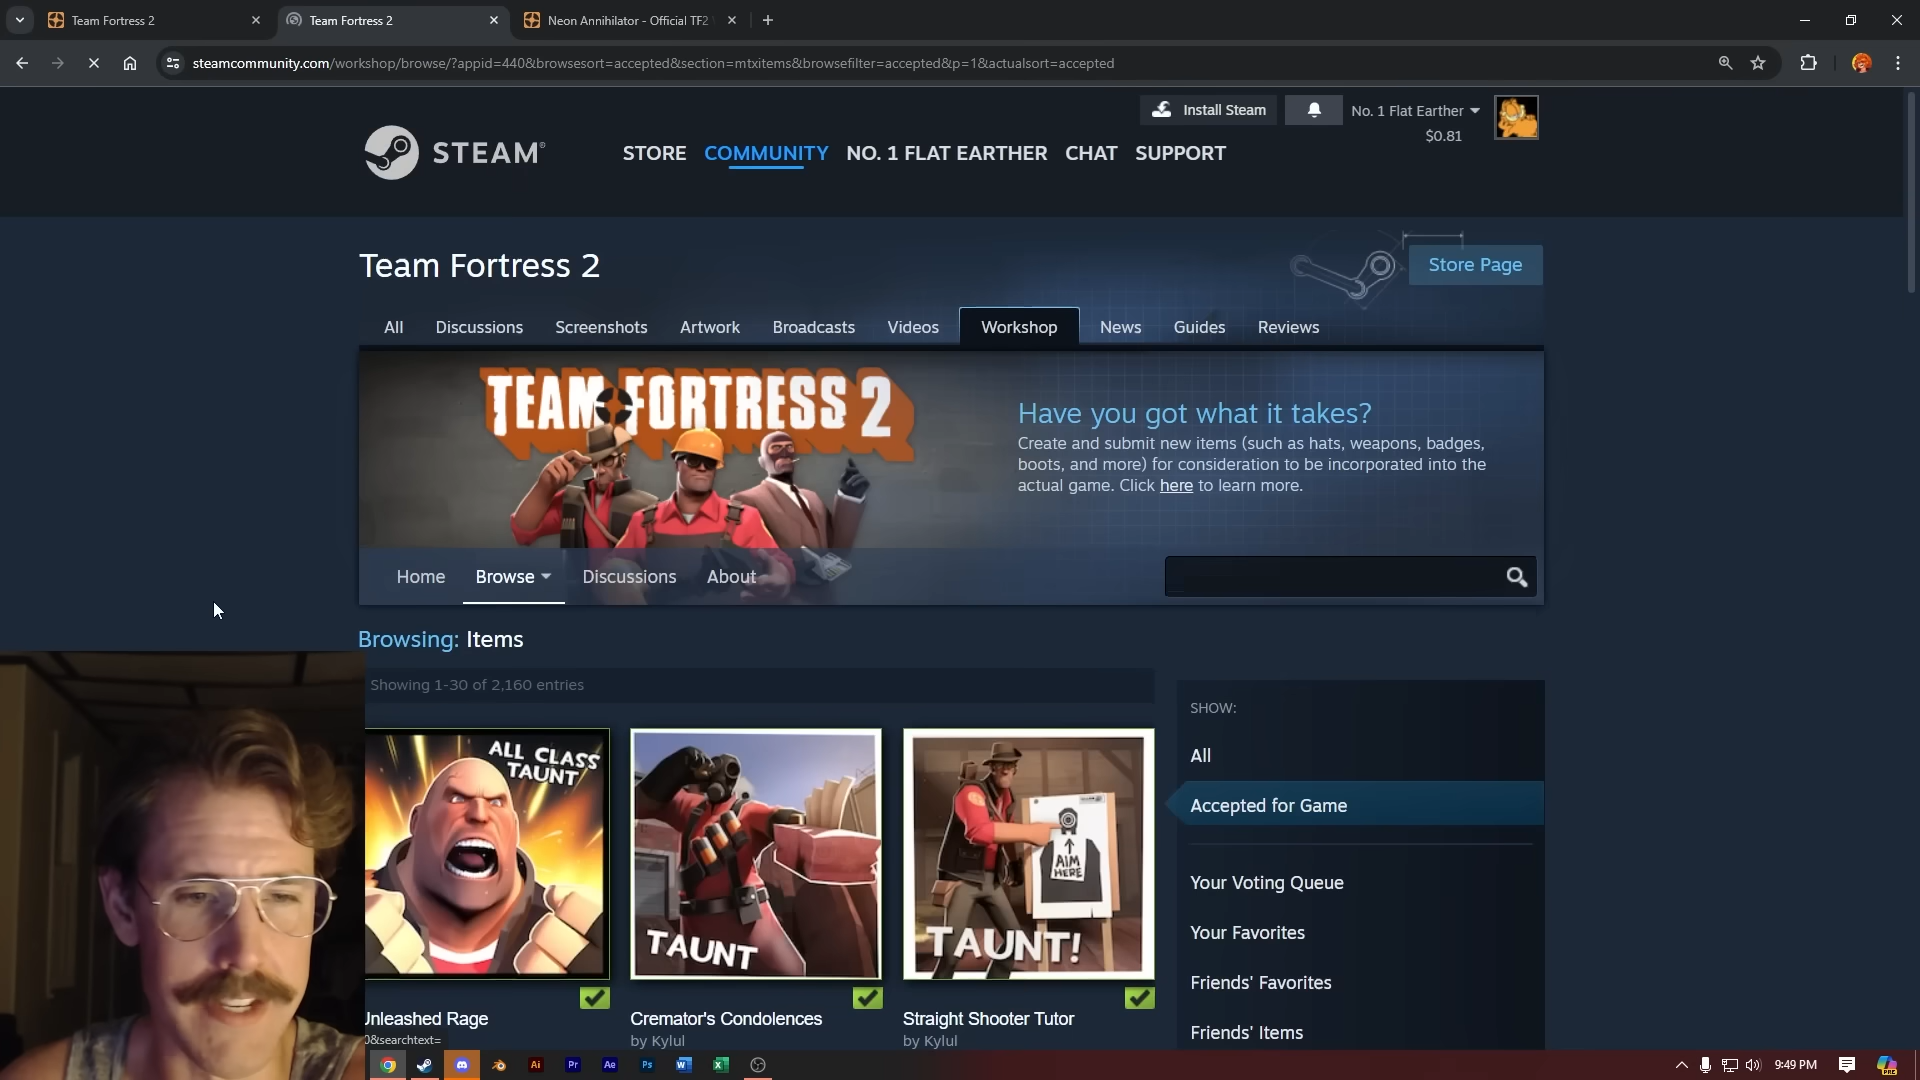 Team Fortress 2
Team Fortress 2
Neon Annihilator - Official TF2
steamcommunity.com/workshop/browse/?appid=440&browsesort=accepted&section=mtxitems&browsefilter=accepted&p=1&actualsort=accepted
Install Steam
No. 1 Flat Earther
$0.81
STEAM
STORE
COMMUNITY
NO. 1 FLAT EARTHER
CHAT
SUPPORT
Team Fortress 2
Store Page
All
Discussions
Screenshots
Artwork
Broadcasts
Videos
Workshop
News
Guides
Reviews
TEAM FORTRESS 2
Have you got what it takes?
Create and submit new items (such as hats, weapons, badges,
boots, and more) for consideration to be incorporated into the
actual game. Click here to learn more.
Home
Browse
Discussions
About
Browsing: Items
Showing 1-30 of 2,160 entries
ALL CLASS
TAUNT
TAUNT
AIM
HERE
TAUNT!
Unleashed Rage
Cremator's Condolences
by Kylul
Straight Shooter Tutor
by Kylul
SHOW:
All
Accepted for Game
Your Voting Queue
Your Favorites
Friends' Favorites
Friends' Items
0&searchtext=
Ai
Pr
Ae
Ps
9:49 PM